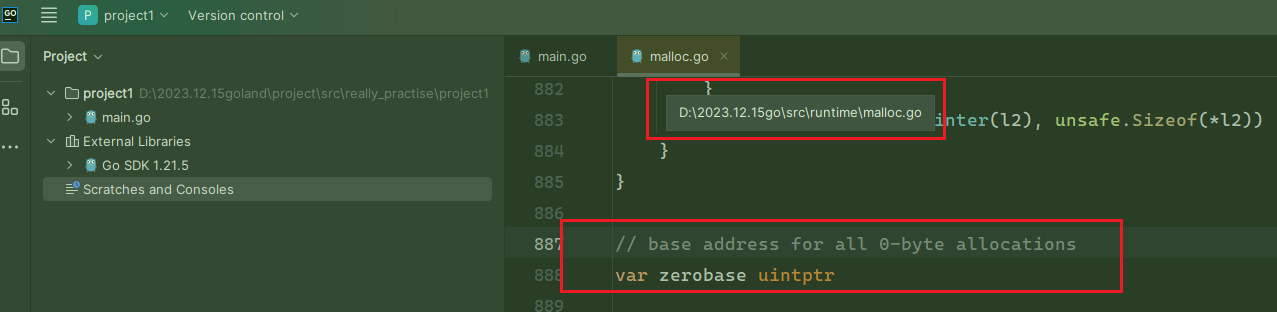 GO
P project1 Version control
Project
project1 D:\2023.12.15goland\project\src\really_practise\project1
main.go
External Libraries
Go SDK 1.21.5
Scratches and Consoles
main.go malloc.go
882 }
D:\2023.12.15go\src\runtime\malloc.go
883 inter(l2), unsafe.Sizeof(*l2))
884 }
885 }
886
887 // base address for all 0-byte allocations
888 var zerobase uintptr
889